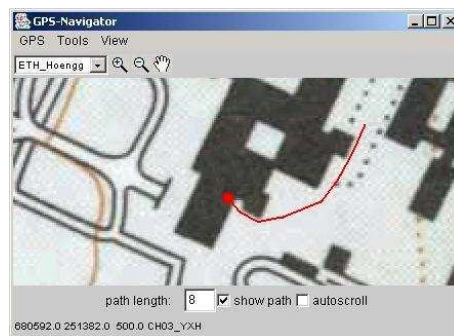 GPS-Navigator
GPS Tools View
ETH_Hoengg
path length: 8 show path autoscroll
680592.0 251382.0 500.0 CH03_YXH